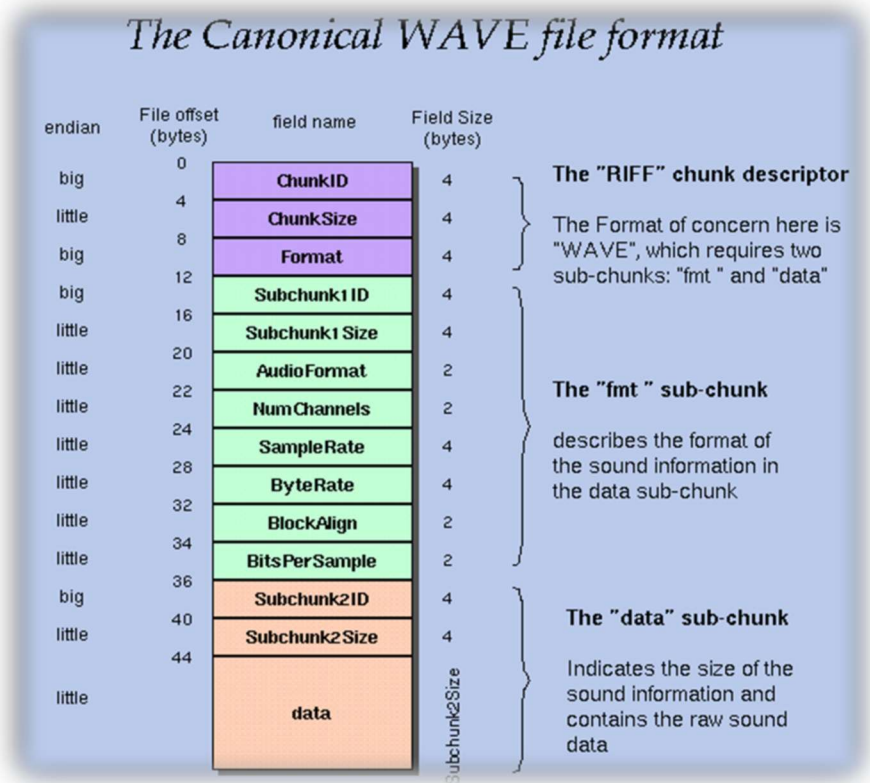 The Canonical WAVE file format
endian
File offset
(bytes)
field name
Field Size
(bytes)
0
big
ChunkID
4
4
little
ChunkSize
4
8
big
Format
4
12
big
Subchunk1ID
4
16
little
Subchunk1Size
4
20
little
AudioFormat
2
22
little
NumChannels
2
24
little
SampleRate
4
28
little
ByteRate
4
32
little
BlockAlign
2
34
little
BitsPerSample
2
36
big
Subchunk2ID
4
40
little
Subchunk2Size
4
44
little
data
Subchunk2Size
The "RIFF" chunk descriptor
The Format of concern here is
"WAVE", which requires two
sub-chunks: "fmt " and "data"
The "fmt " sub-chunk
describes the format of
the sound information in
the data sub-chunk
The "data" sub-chunk
Indicates the size of the
sound information and
contains the raw sound
data